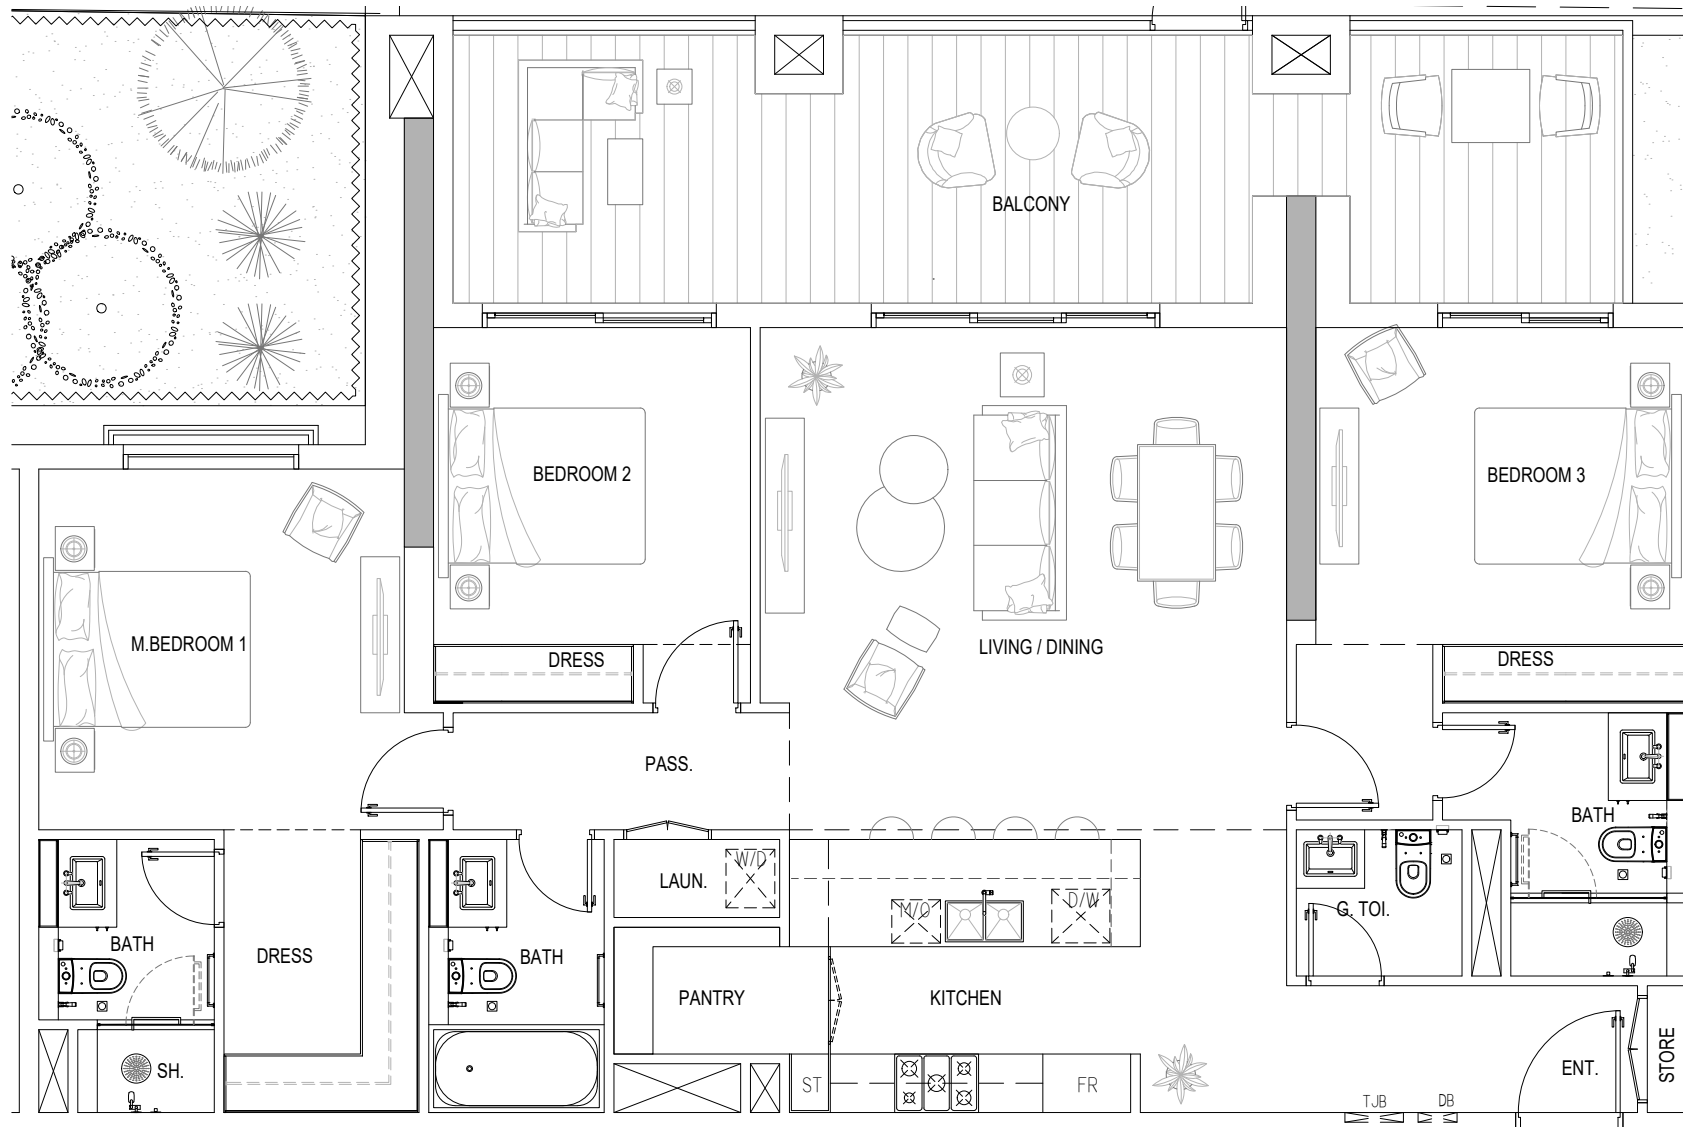 BALCONY
BEDROOM 2
BEDROOM 3
M.BEDROOM 1
LIVING / DINING
DRESS
DRESS
PASS.
BATH
W/D
LAUN.
M/O
D/W
G. TOI.
BATH
DRESS
BATH
PANTRY
KITCHEN
STORE
SH.
ENT.
ST
FR
TJB
DB